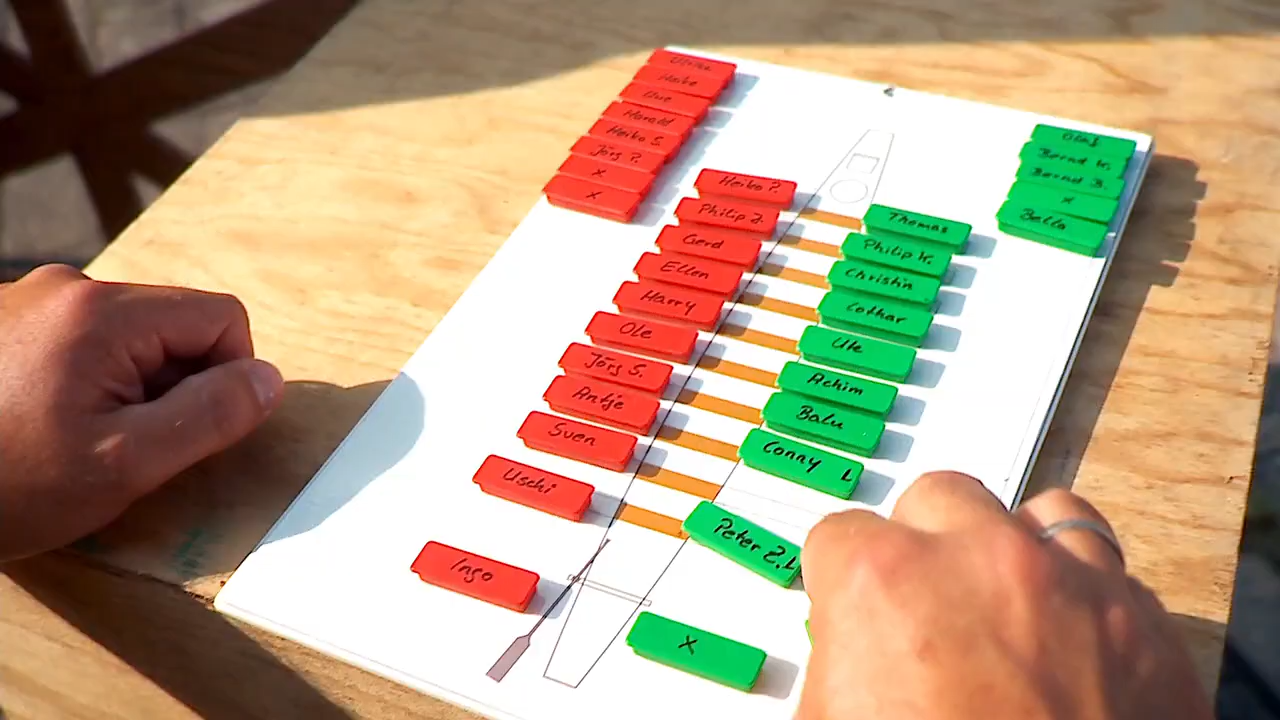 Ulrike
Heike
Uwe
Harald
Heiko S.
Jörg P.
x
x
Heiko P.
Philip J.
Gerd
Ellen
Harry
Ole
Jörg S.
Antje
Sven
Uschi
Ingo
Thomas
Philip K.
Christin
Lothar
Ute
Achim
Balu
Conny L
Peter Z.L
X
Olaf
Bernd K.
Bernd B.
x
Bella